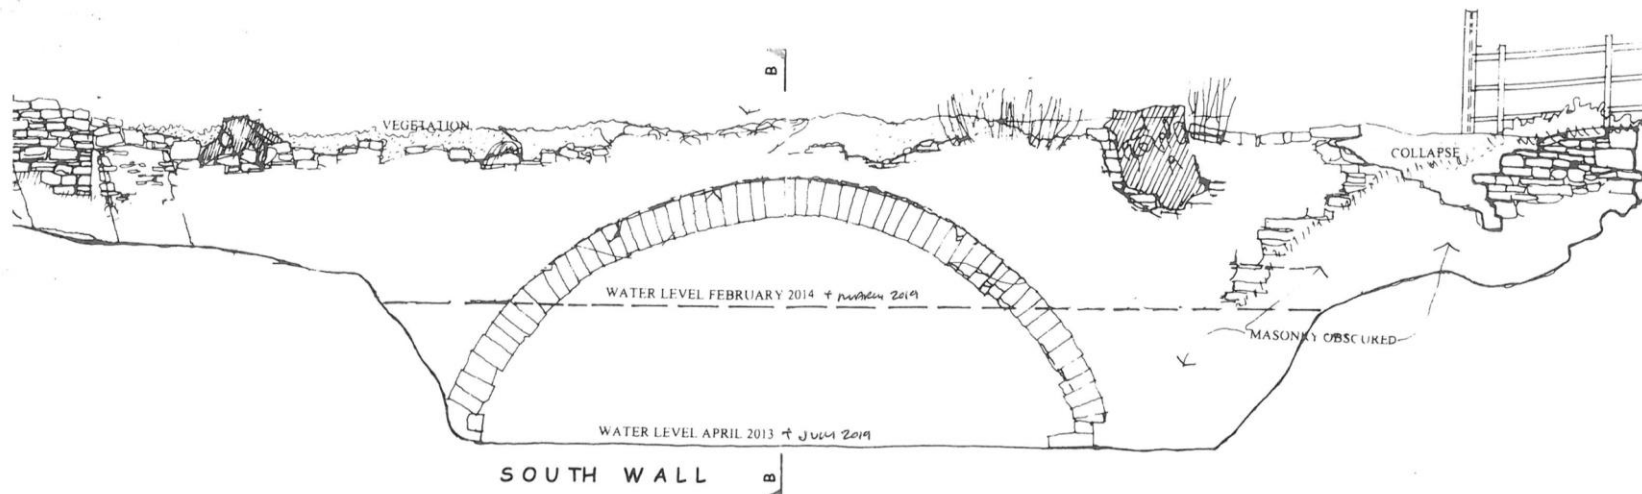 B
VEGETATION
COLLAPSE
WATER LEVEL FEBRUARY 2014 + MARCH 2019
MASONRY OBSCURED
WATER LEVEL APRIL 2013 + JULY 2019
SOUTH WALL
B